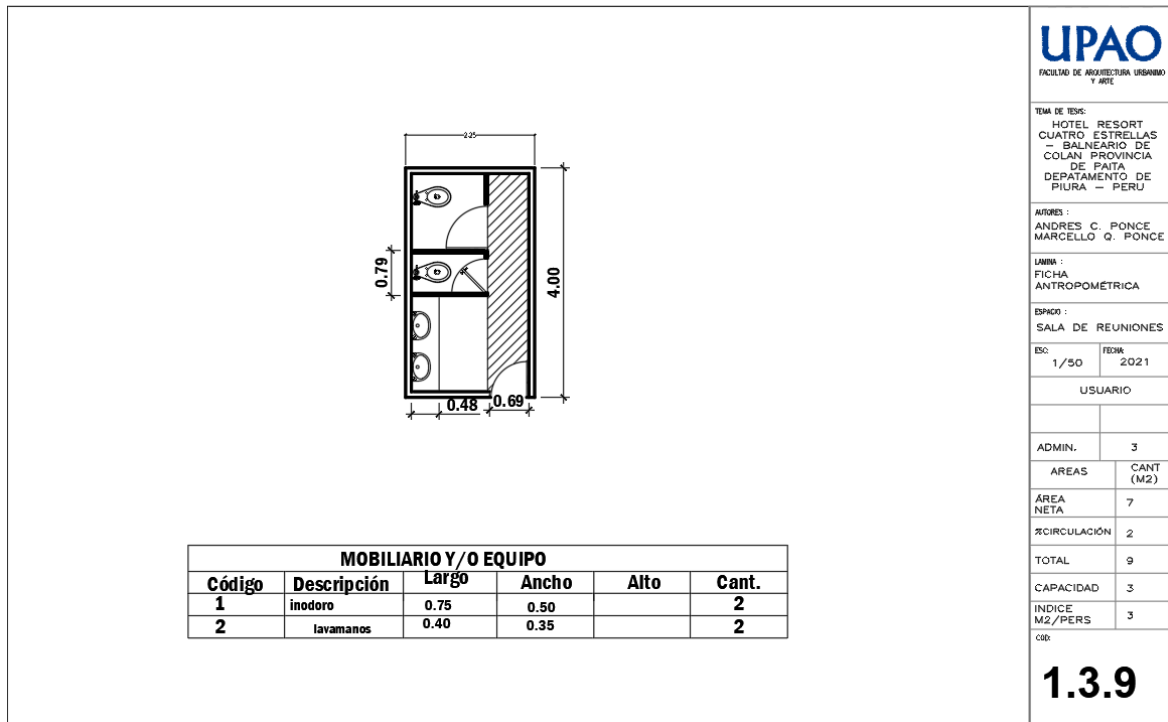 2.25
0.79
4.00
0.48
0.69
MOBILIARIO Y/O EQUIPO
Código Descripción Largo Ancho Alto Cant.
1 inodoro 0.75 0.50 2
2 lavamanos 0.40 0.35 2
UPAO
FACULTAD DE ARQUITECTURA URBANIMO
Y ARTE
TEMA DE TESIS:
HOTEL RESORT
CUATRO ESTRELLAS
– BALNEARIO DE
COLAN PROVINCIA
DE PAITA
DEPATAMENTO DE
PIURA – PERU
AUTORES :
ANDRES C. PONCE
MARCELLO Q. PONCE
LAMINA :
FICHA
ANTROPOMÉTRICA
ESPACIO :
SALA DE REUNIONES
ESC: FECHA:
1/50 2021
USUARIO
ADMIN. 3
AREAS CANT
(M2)
ÁREA
NETA 7
%CIRCULACIÓN 2
TOTAL 9
CAPACIDAD 3
INDICE
M2/PERS 3
COD:
1.3.9